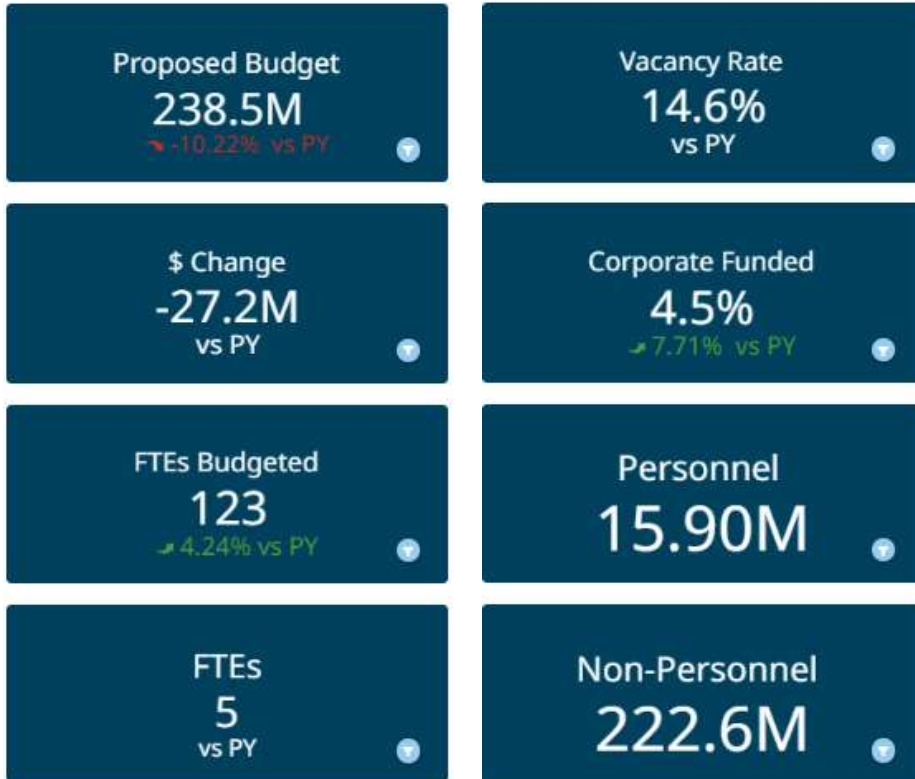 Proposed Budget
238.5M
-10.22% vs PY
Vacancy Rate
14.6%
vs PY
$ Change
-27.2M
vs PY
Corporate Funded
4.5%
7.71% vs PY
FTEs Budgeted
123
4.24% vs PY
Personnel
15.90M
FTEs
5
vs PY
Non-Personnel
222.6M